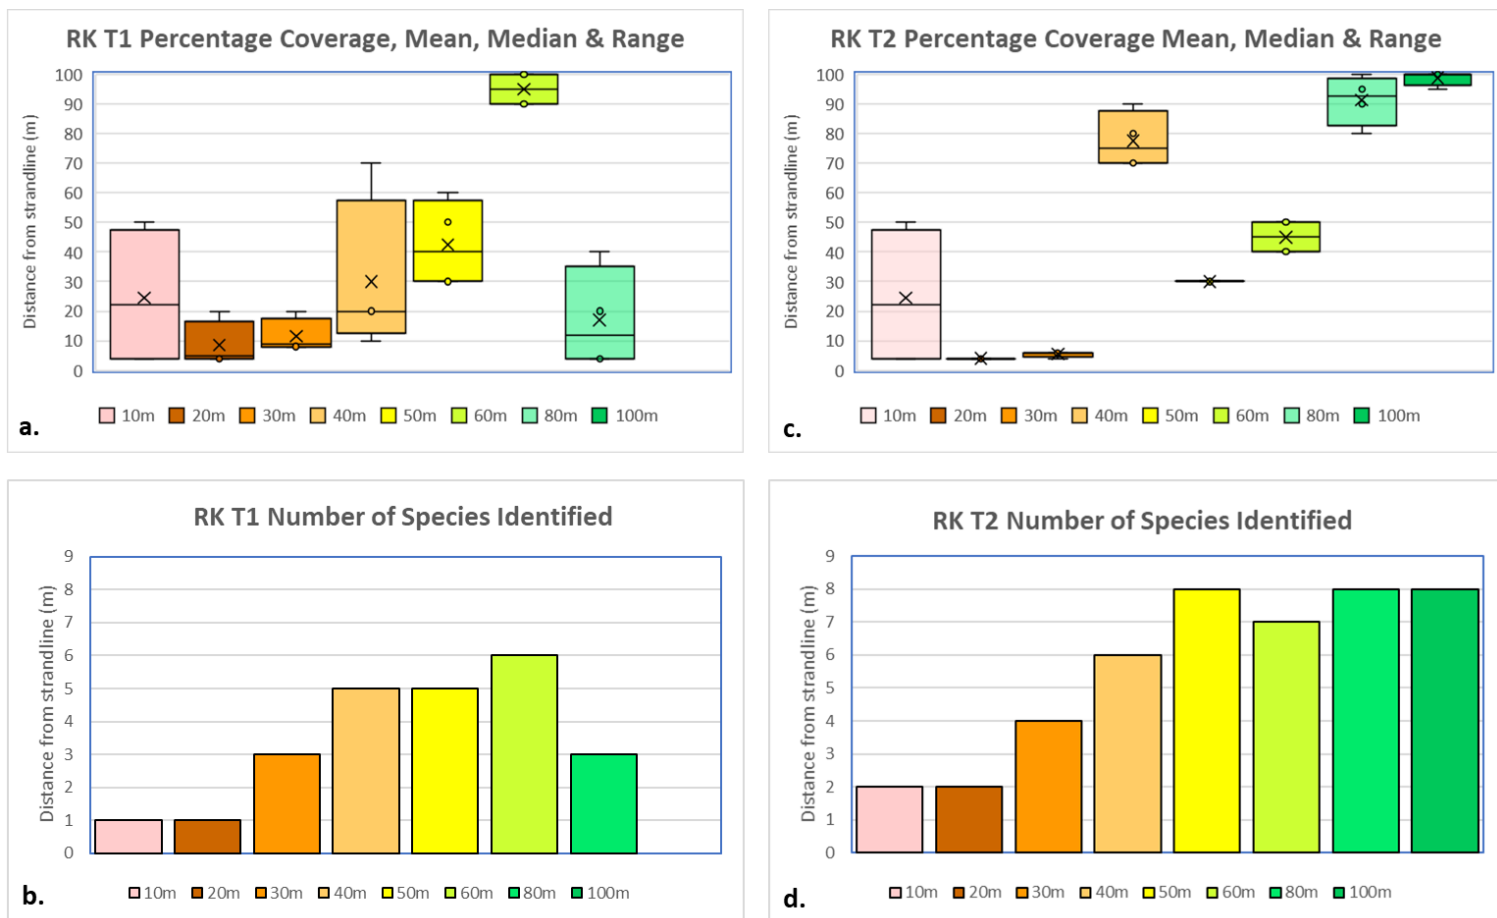 RK T1 Percentage Coverage, Mean, Median & Range
Distance from strandline (m)
100
90
80
70
60
50
40
30
20
10
0
10m 20m 30m 40m 50m 60m 80m 100m
a.
RK T2 Percentage Coverage Mean, Median & Range
Distance from strandline (m)
100
90
80
70
60
50
40
30
20
10
0
10m 20m 30m 40m 50m 60m 80m 100m
c.
RK T1 Number of Species Identified
Distance from strandline (m)
9
8
7
6
5
4
3
2
1
0
10m 20m 30m 40m 50m 60m 80m 100m
b.
RK T2 Number of Species Identified
Distance from strandline (m)
9
8
7
6
5
4
3
2
1
0
10m 20m 30m 40m 50m 60m 80m 100m
d.